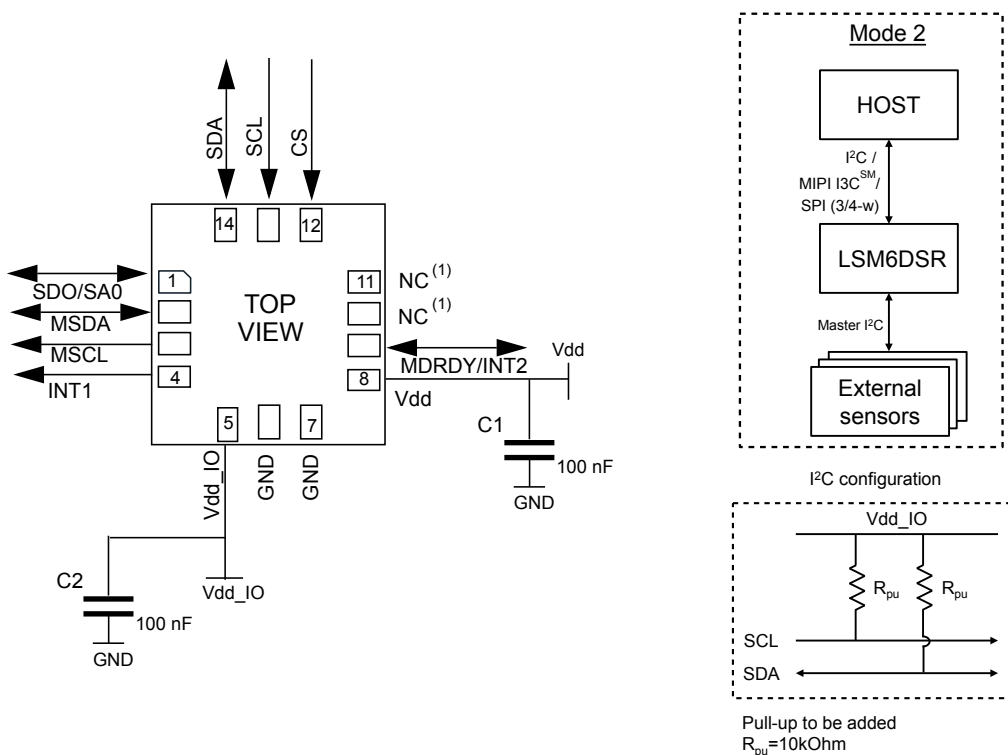 SDA
SCL
CS
14
12
1
11
NC (1)
SDO/SA0
TOP
VIEW
NC (1)
MSDA
MSCL
MDRDY/INT2
Vdd
INT1
4
8
Vdd
5
7
C1
100 nF
GND
Vdd_IO
GND
GND
C2
100 nF
GND
Vdd_IO
Mode 2
HOST
I²C /
MIPI I3C SM/
SPI (3/4-w)
LSM6DSR
Master I²C
External
sensors
I²C configuration
Vdd_IO
Rpu
Rpu
SCL
SDA
Pull-up to be added
Rpu=10kOhm